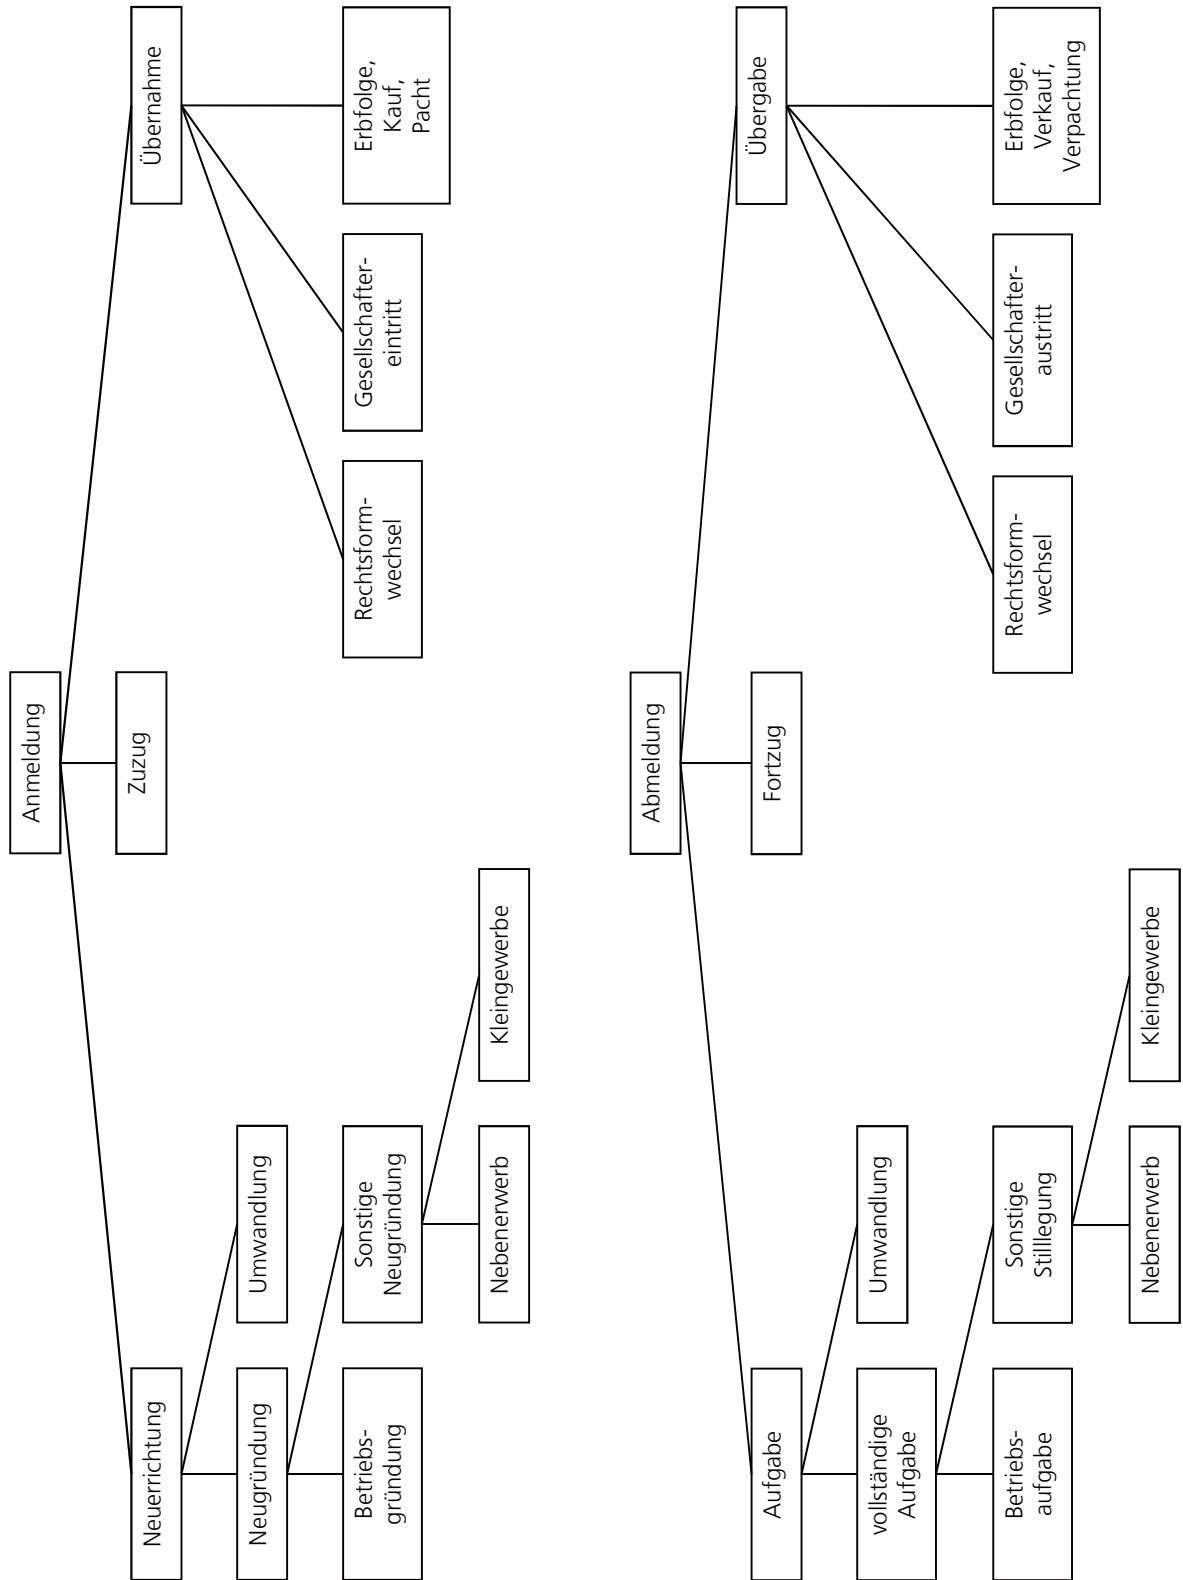 Anmeldung
Neuerrichtung
Zuzug
Übernahme
Neugründung
Umwandlung
Betriebs-
gründung
Sonstige
Neugründung
Rechtsform-
wechsel
Gesellschafter-
eintritt
Erbfolge,
Kauf,
Pacht
Nebenerwerb
Kleingewerbe
Abmeldung
Aufgabe
Fortzug
Übergabe
vollständige
Aufgabe
Umwandlung
Betriebs-
aufgabe
Sonstige
Stilllegung
Rechtsform-
wechsel
Gesellschafter-
austritt
Erbfolge,
Verkauf,
Verpachtung
Nebenerwerb
Kleingewerbe